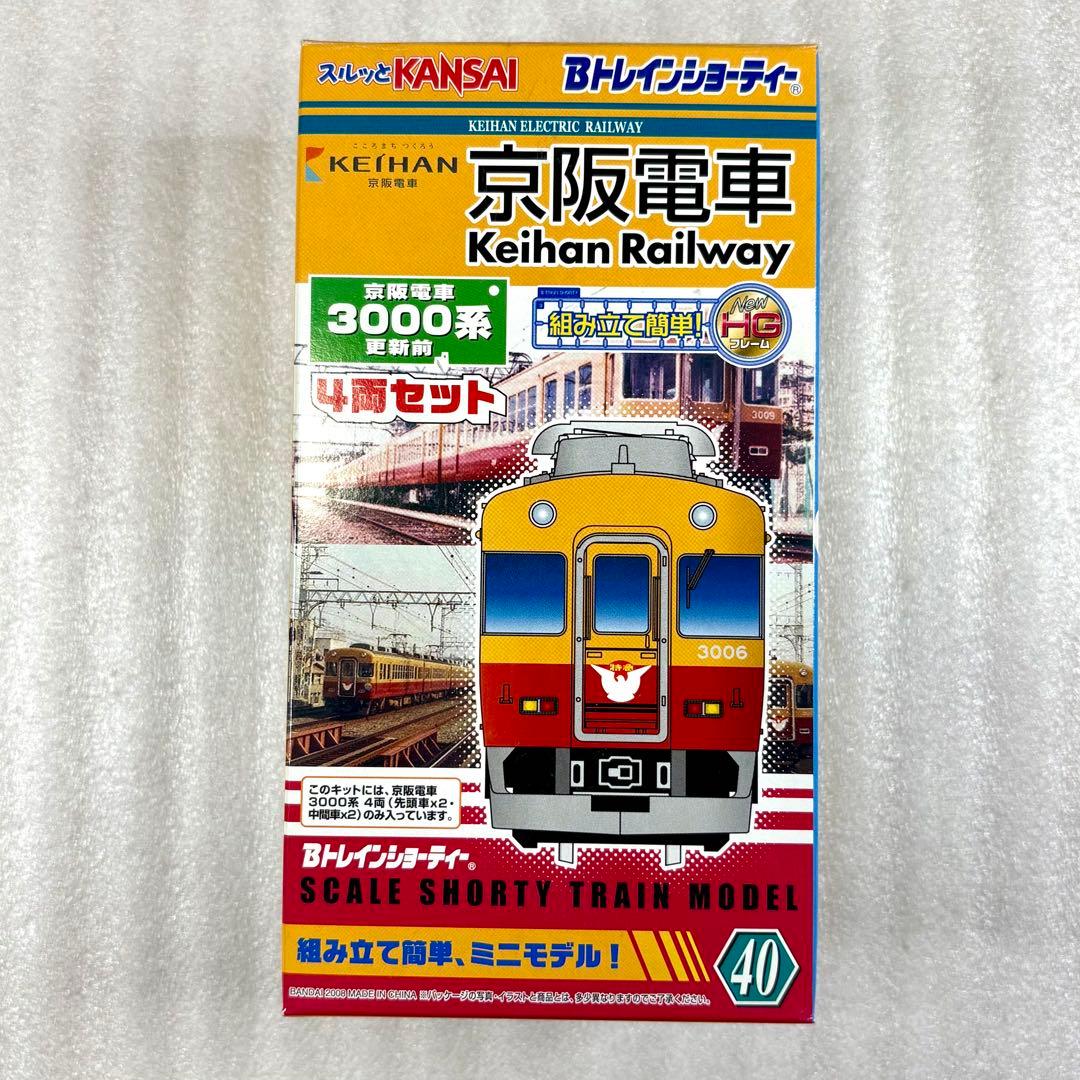 スルッとKANSAI
Bトレインショーティー®
KEIHAN ELECTRIC RAILWAY
こころまち つくろう
KEIHAN
京阪電車
京阪電車
Keihan Railway
京阪電車
3000系
更新前
組み立て簡単!
New
HG
フレーム
4両セット
3009
3006
特急
このキットには、京阪電車
3000系 4両(先頭車x2・
中間車x2)のみ入っています。
Bトレインショーティー®
SCALE SHORTY TRAIN MODEL
組み立て簡単、ミニモデル!
40
BANDAI 2008 MADE IN CHINA ※パッケージの写真・イラストと商品とは、多少異なりますのでご了承ください。